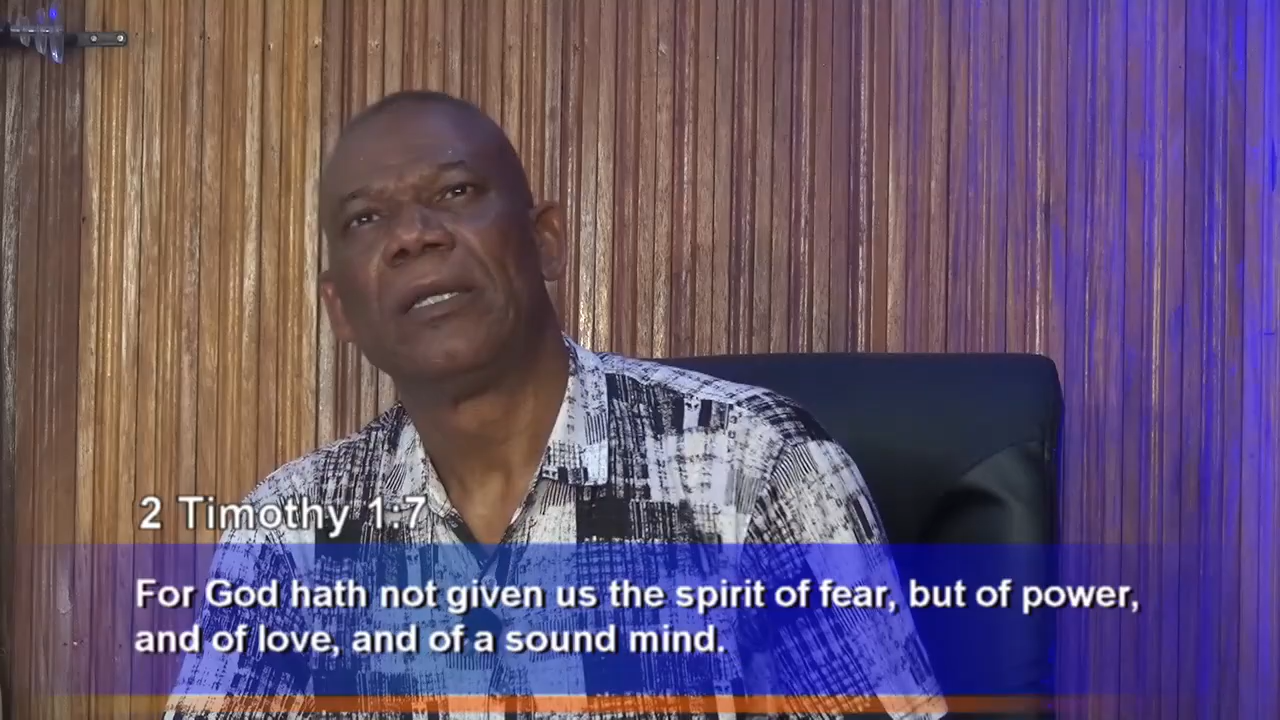 2 Timothy 1:7
For God hath not given us the spirit of fear, but of power,
and of love, and of a sound mind.